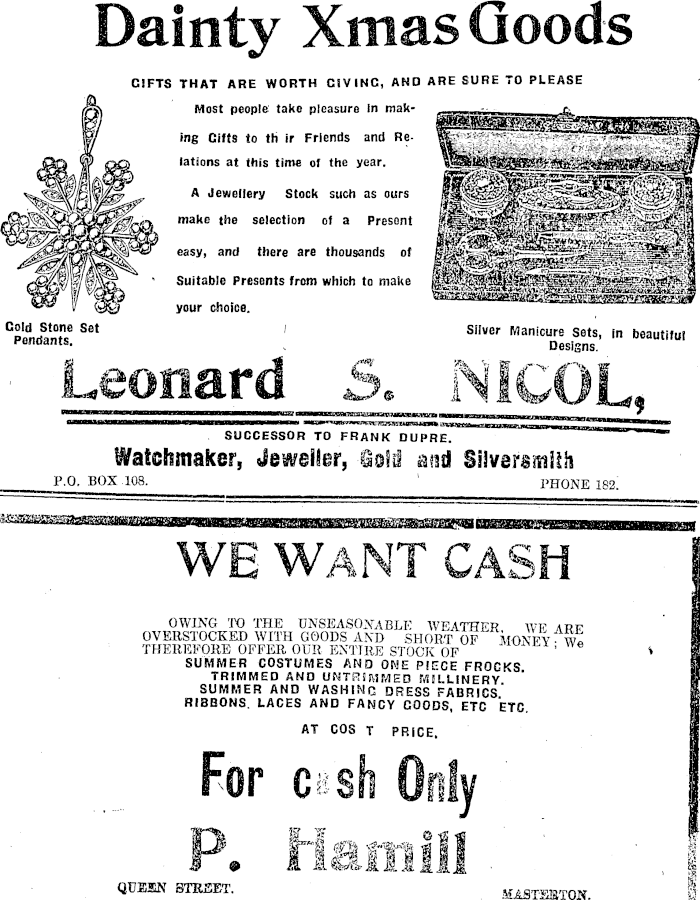 Dainty Xmas Goods
GIFTS THAT ARE WORTH GIVING, AND ARE SURE TO PLEASE
Most people take pleasure in mak-
ing Gifts to th ir Friends and Re-
lations at this time of the year.
A Jewellery Stock such as ours
make the selection of a Present
easy, and there are thousands of
Suitable Presents from which to make
your choice.
Gold Stone Set
Pendants.
Silver Manicure Sets, in beautiful
Designs.
Leonard S. NICOL,
SUCCESSOR TO FRANK DUPRE.
Watchmaker, Jeweller, Gold and Silversmith
P.O. BOX 108. PHONE 182.
WE WANT CASH
OWING TO THE UNSEASONABLE WEATHER, WE ARE
OVERSTOCKED WITH GOODS AND SHORT OF MONEY; We
THEREFORE OFFER OUR ENTIRE STOCK OF
SUMMER COSTUMES AND ONE PIECE FROCKS.
TRIMMED AND UNTRIMMED MILLINERY.
SUMMER AND WASHING DRESS FABRICS.
RIBBONS. LACES AND FANCY GOODS, ETC ETC.
AT COS T PRICE.
For cash Only
P. Hamill
QUEEN STREET. MASTERTON.